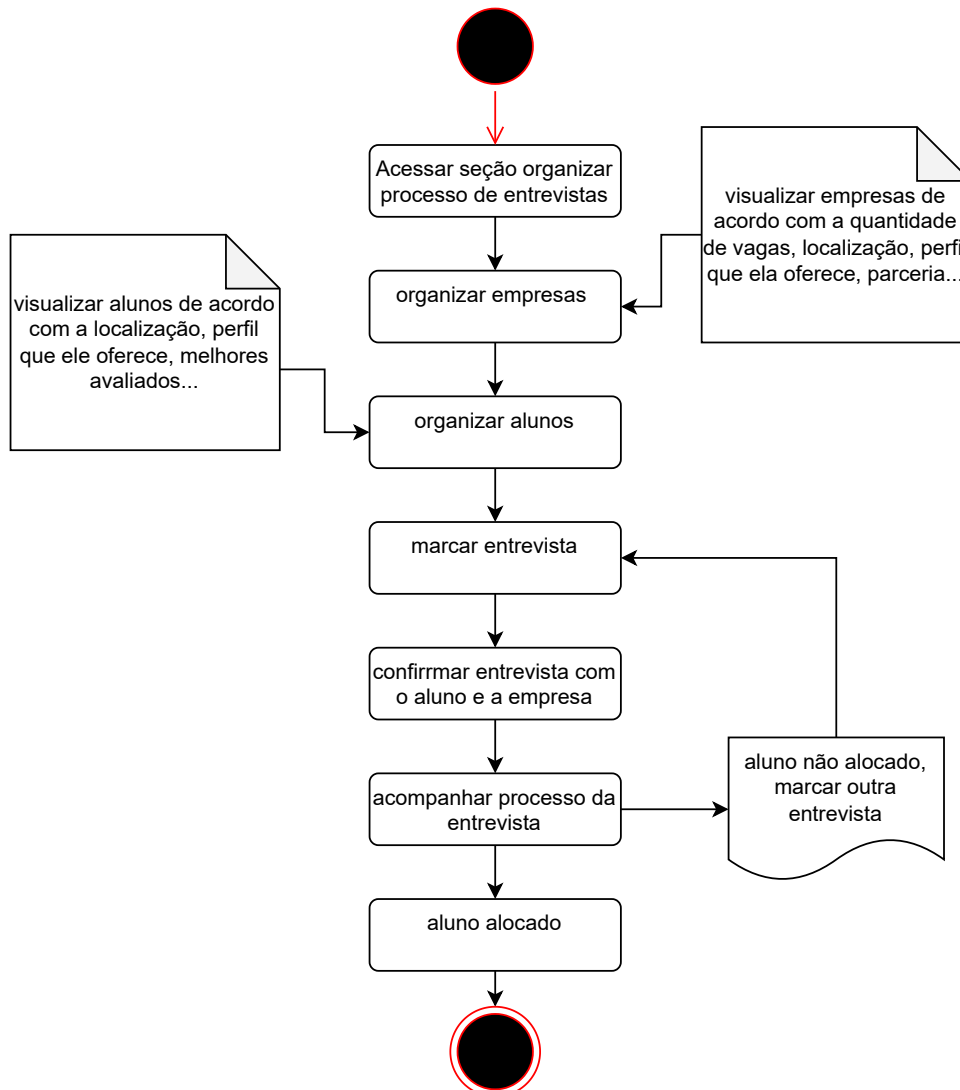 Acessar seção organizar
processo de entrevistas
visualizar empresas de
acordo com a quantidade
de vagas, localização, perfi
que ela oferece, parceria...
organizar empresas
visualizar alunos de acordo
com a localização, perfil
que ele oferece, melhores
avaliados...
organizar alunos
marcar entrevista
confirrmar entrevista com
o aluno e a empresa
aluno não alocado,
marcar outra
entrevista
acompanhar processo da
entrevista
aluno alocado